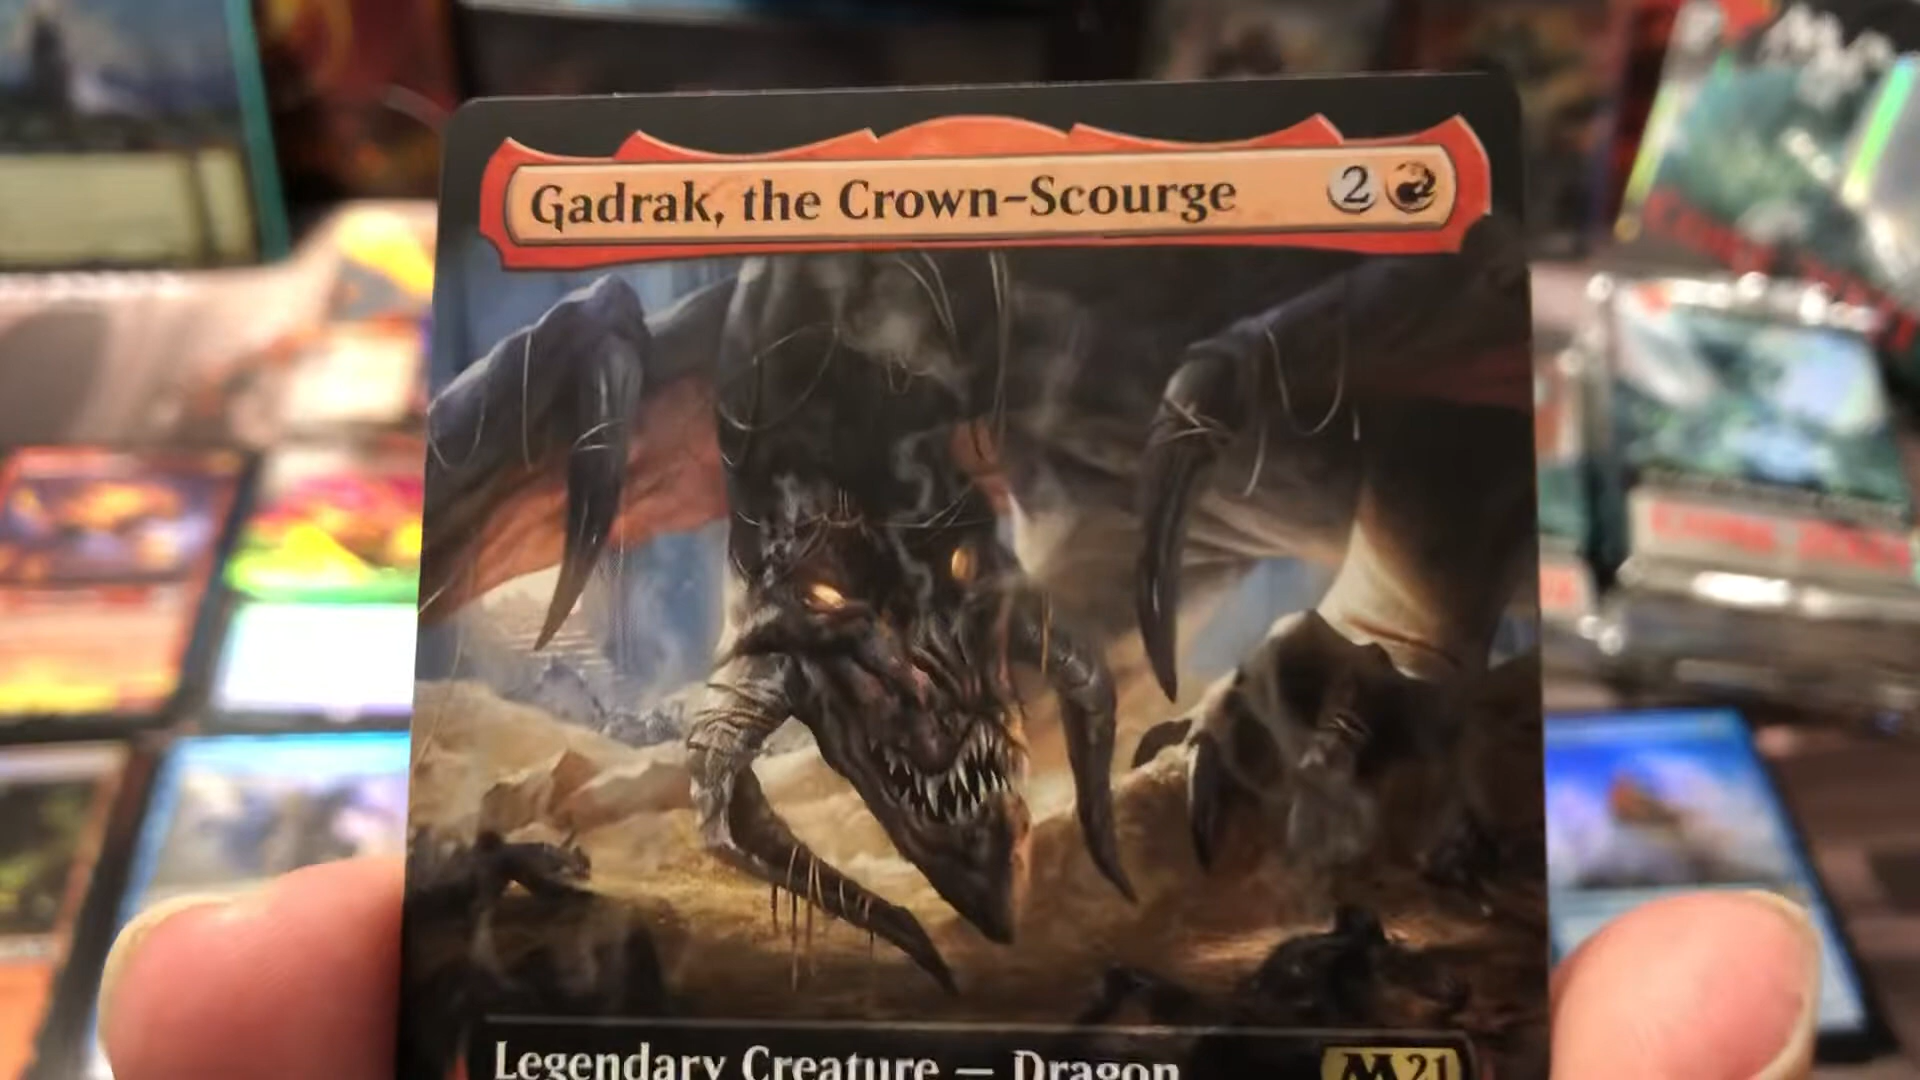 Gadrak, the Crown-Scourge 2
Legendary Creature — Dragon M21